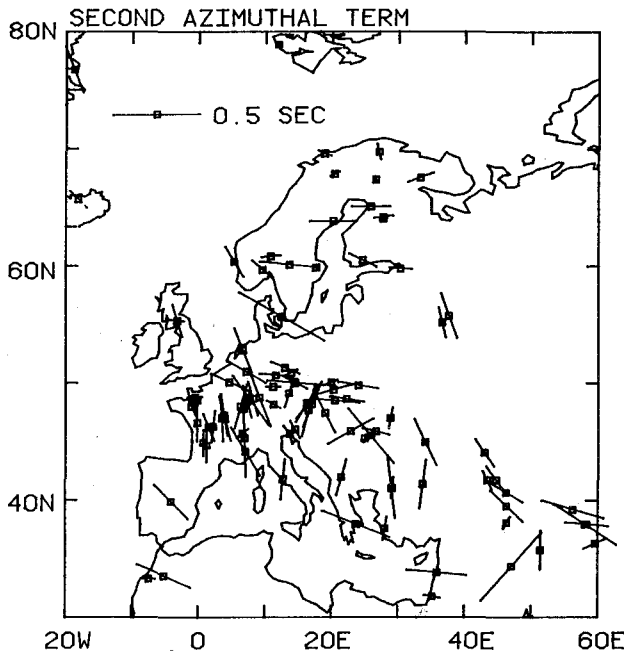 SECOND AZIMUTHAL TERM
80N
0.5 SEC
60N
40N
20W 0 20E 40E 60E